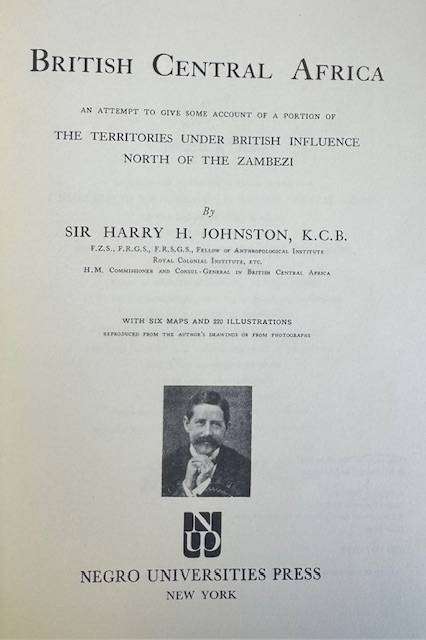 BRITISH CENTRAL AFRICA
AN ATTEMPT TO GIVE SOME ACCOUNT OF A PORTION OF
THE TERRITORIES UNDER BRITISH INFLUENCE
NORTH OF THE ZAMBEZI
By
SIR HARRY H. JOHNSTON, K.C.B.
F.Z.S., F.R.G.S., F.R.S.G.S., FELLOW OF ANTHROPOLOGICAL INSTITUTE
ROYAL COLONIAL INSTITUTE, ETC.
H.M. COMMISSIONER AND CONSUL-GENERAL IN BRITISH CENTRAL AFRICA
WITH SIX MAPS AND 220 ILLUSTRATIONS
REPRODUCED FROM THE AUTHOR'S DRAWINGS OR FROM PHOTOGRAPHS
NUP
NEGRO UNIVERSITIES PRESS
NEW YORK